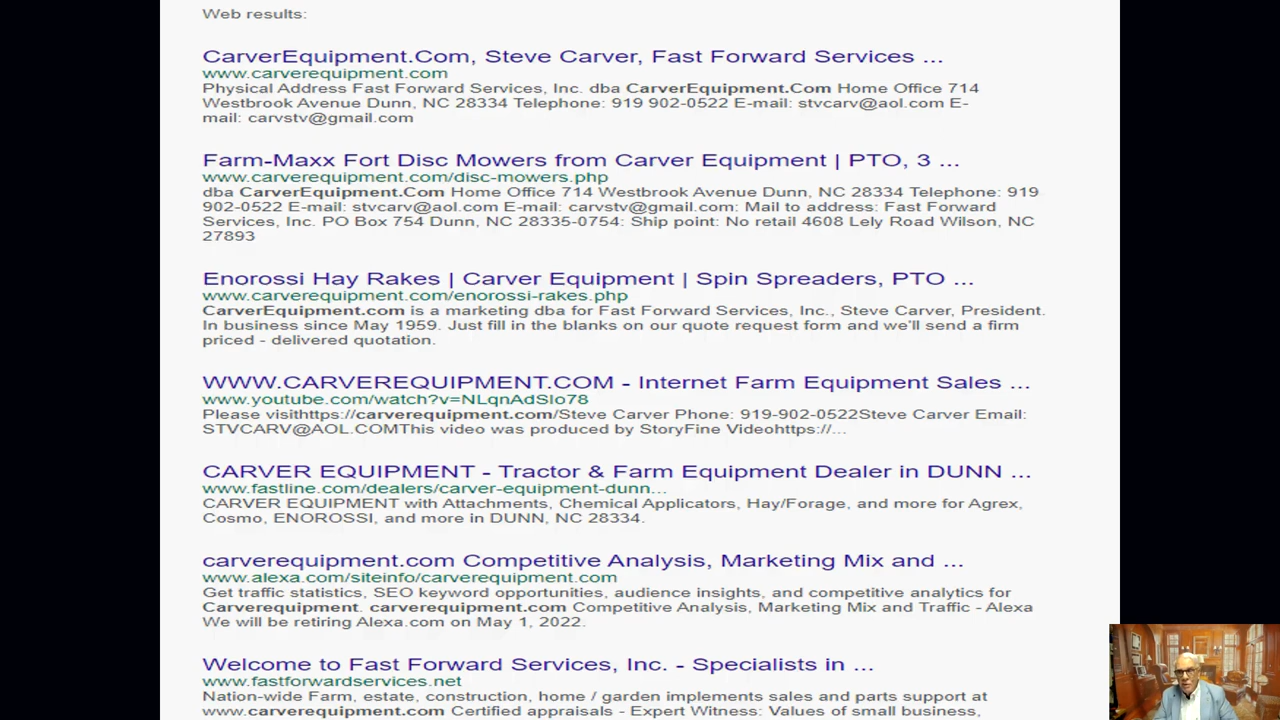 Web results:
CarverEquipment.Com, Steve Carver, Fast Forward Services ...
www.carverequipment.com
Physical Address Fast Forward Services, Inc. dba CarverEquipment.Com Home Office 714
Westbrook Avenue Dunn, NC 28334 Telephone: 919 902-0522 E-mail: stvcarv@aol.com E-
mail: carvstv@gmail.com
Farm-Maxx Fort Disc Mowers from Carver Equipment | PTO, 3 ...
www.carverequipment.com/disc-mowers.php
dba CarverEquipment.Com Home Office 714 Westbrook Avenue Dunn, NC 28334 Telephone: 919
902-0522 E-mail: stvcarv@aol.com E-mail: carvstv@gmail.com: Mail to address: Fast Forward
Services, Inc. PO Box 754 Dunn, NC 28335-0754: Ship point: No retail 4608 Lely Road Wilson, NC
27893
Enorossi Hay Rakes | Carver Equipment | Spin Spreaders, PTO ...
www.carverequipment.com/enorossi-rakes.php
CarverEquipment.com is a marketing dba for Fast Forward Services, Inc., Steve Carver, President.
In business since May 1959. Just fill in the blanks on our quote request form and we'll send a firm
priced - delivered quotation.
WWW.CARVEREQUIPMENT.COM - Internet Farm Equipment Sales ...
www.youtube.com/watch?v=NLqnAdSIo78
Please visithttps://carverequipment.com/Steve Carver Phone: 919-902-0522Steve Carver Email:
STVCARV@AOL.COMThis video was produced by StoryFine Videohttps://...
CARVER EQUIPMENT - Tractor & Farm Equipment Dealer in DUNN ...
www.fastline.com/dealers/carver-equipment-dunn...
CARVER EQUIPMENT with Attachments, Chemical Applicators, Hay/Forage, and more for Agrex,
Cosmo, ENOROSSI, and more in DUNN, NC 28334.
carverequipment.com Competitive Analysis, Marketing Mix and ...
www.alexa.com/siteinfo/carverequipment.com
Get traffic statistics, SEO keyword opportunities, audience insights, and competitive analytics for
Carverequipment. carverequipment.com Competitive Analysis, Marketing Mix and Traffic - Alexa
We will be retiring Alexa.com on May 1, 2022.
Welcome to Fast Forward Services, Inc. - Specialists in ...
www.fastforwardservices.net
Nation-wide Farm, estate, construction, home / garden implements sales and parts support at
www.carverequipment.com Certified appraisals - Expert Witness: Values of small business,